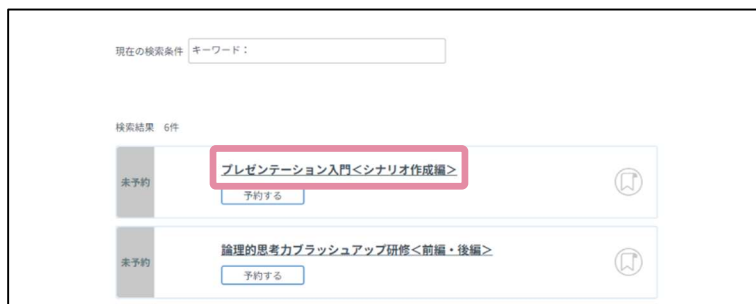 現在の検索条件 キーワード：
検索結果 6件
未予約
プレゼンテーション入門<シナリオ作成編>
予約する
未予約
論理的思考力ブラッシュアップ研修<前編・後編>
予約する